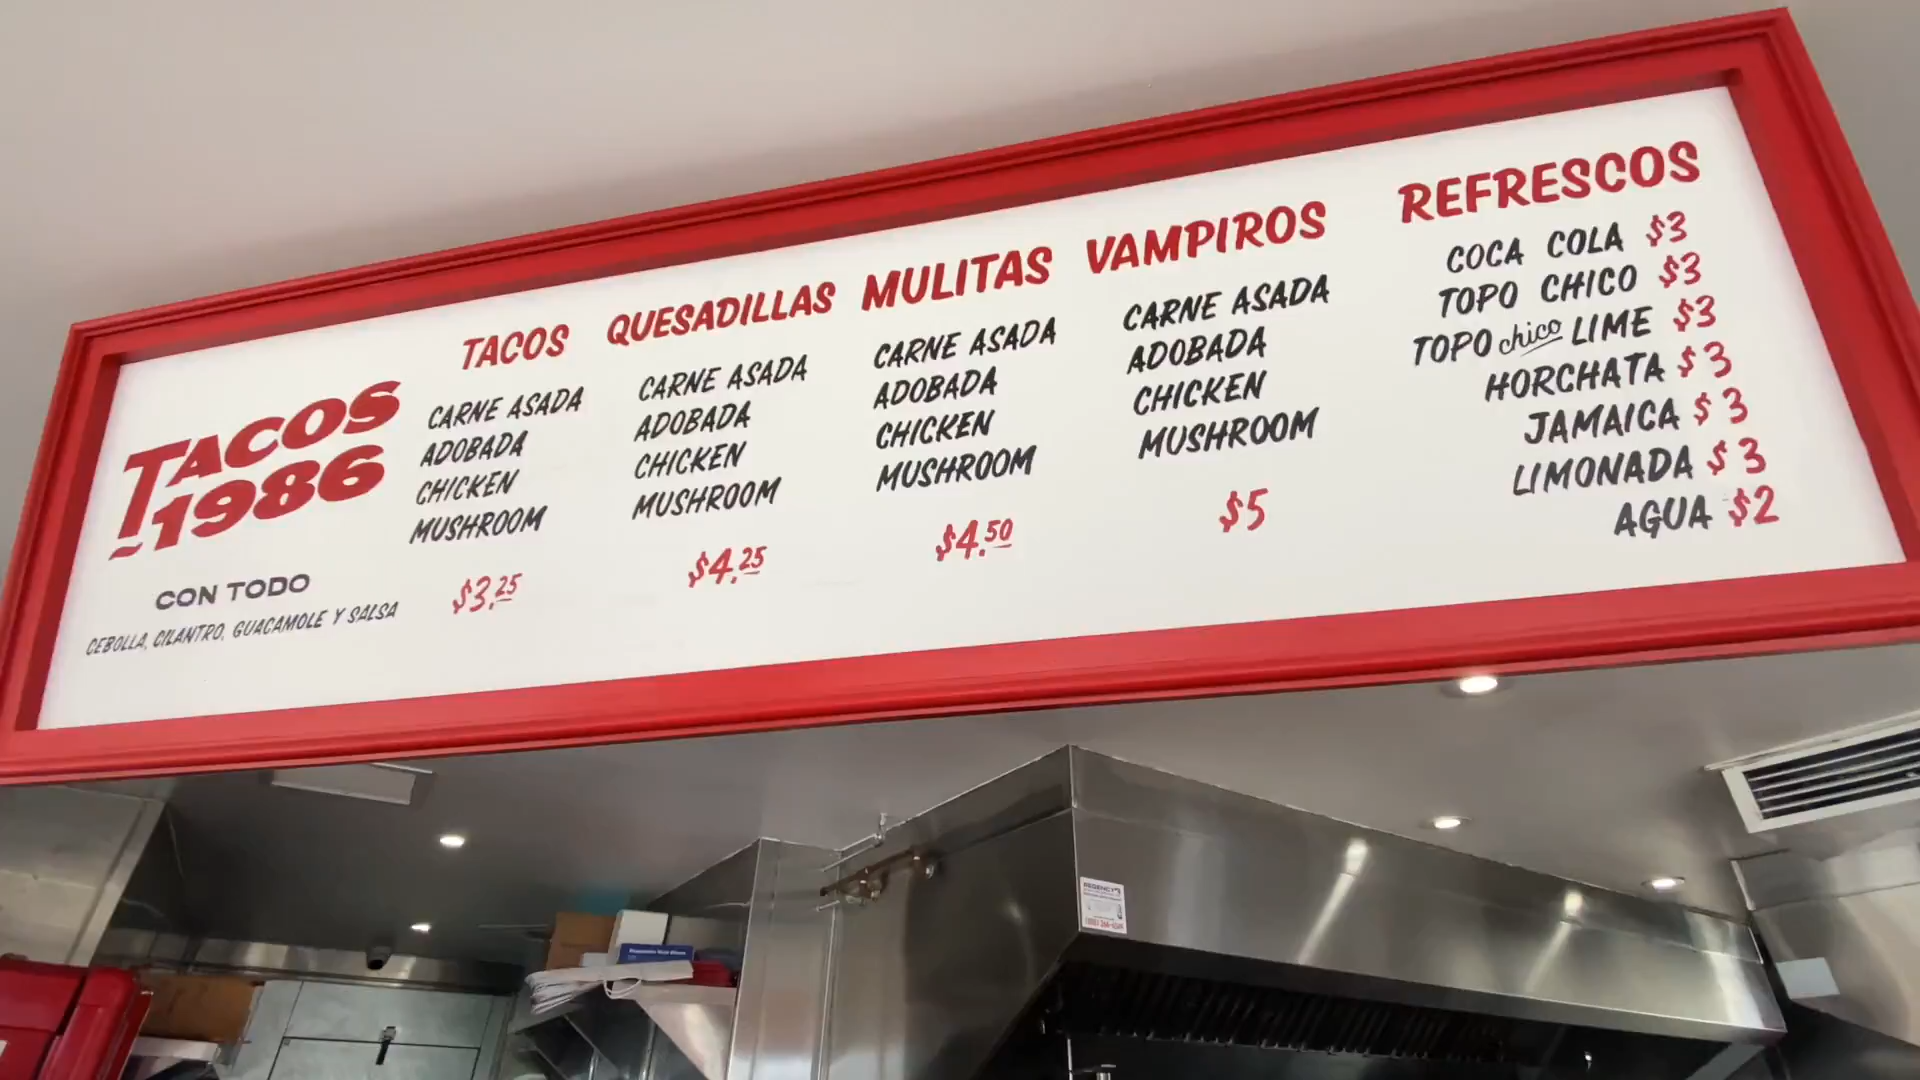 TACOS
1986
CON TODO
CEBOLLA, CILANTRO, GUACAMOLE Y SALSA
TACOS
CARNE ASADA
ADOBADA
CHICKEN
MUSHROOM
$3.25
QUESADILLAS
CARNE ASADA
ADOBADA
CHICKEN
MUSHROOM
$4.25
MULITAS
CARNE ASADA
ADOBADA
CHICKEN
MUSHROOM
$4.50
VAMPIROS
CARNE ASADA
ADOBADA
CHICKEN
MUSHROOM
$5
REFRESCOS
COCA COLA $3
TOPO CHICO $3
TOPO chico LIME $3
HORCHATA $3
JAMAICA $3
LIMONADA $3
AGUA $2
REGENCY